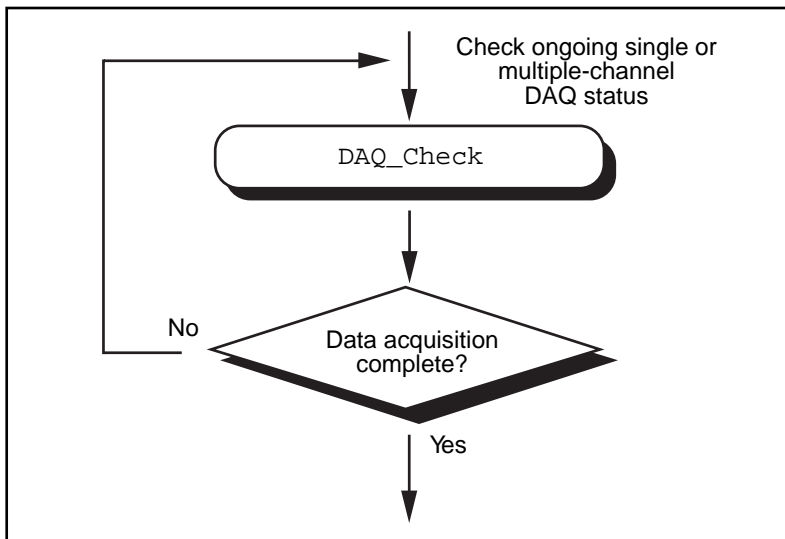 Check ongoing single or
multiple-channel
DAQ status
DAQ_Check
No
Data acquisition
complete?
Yes